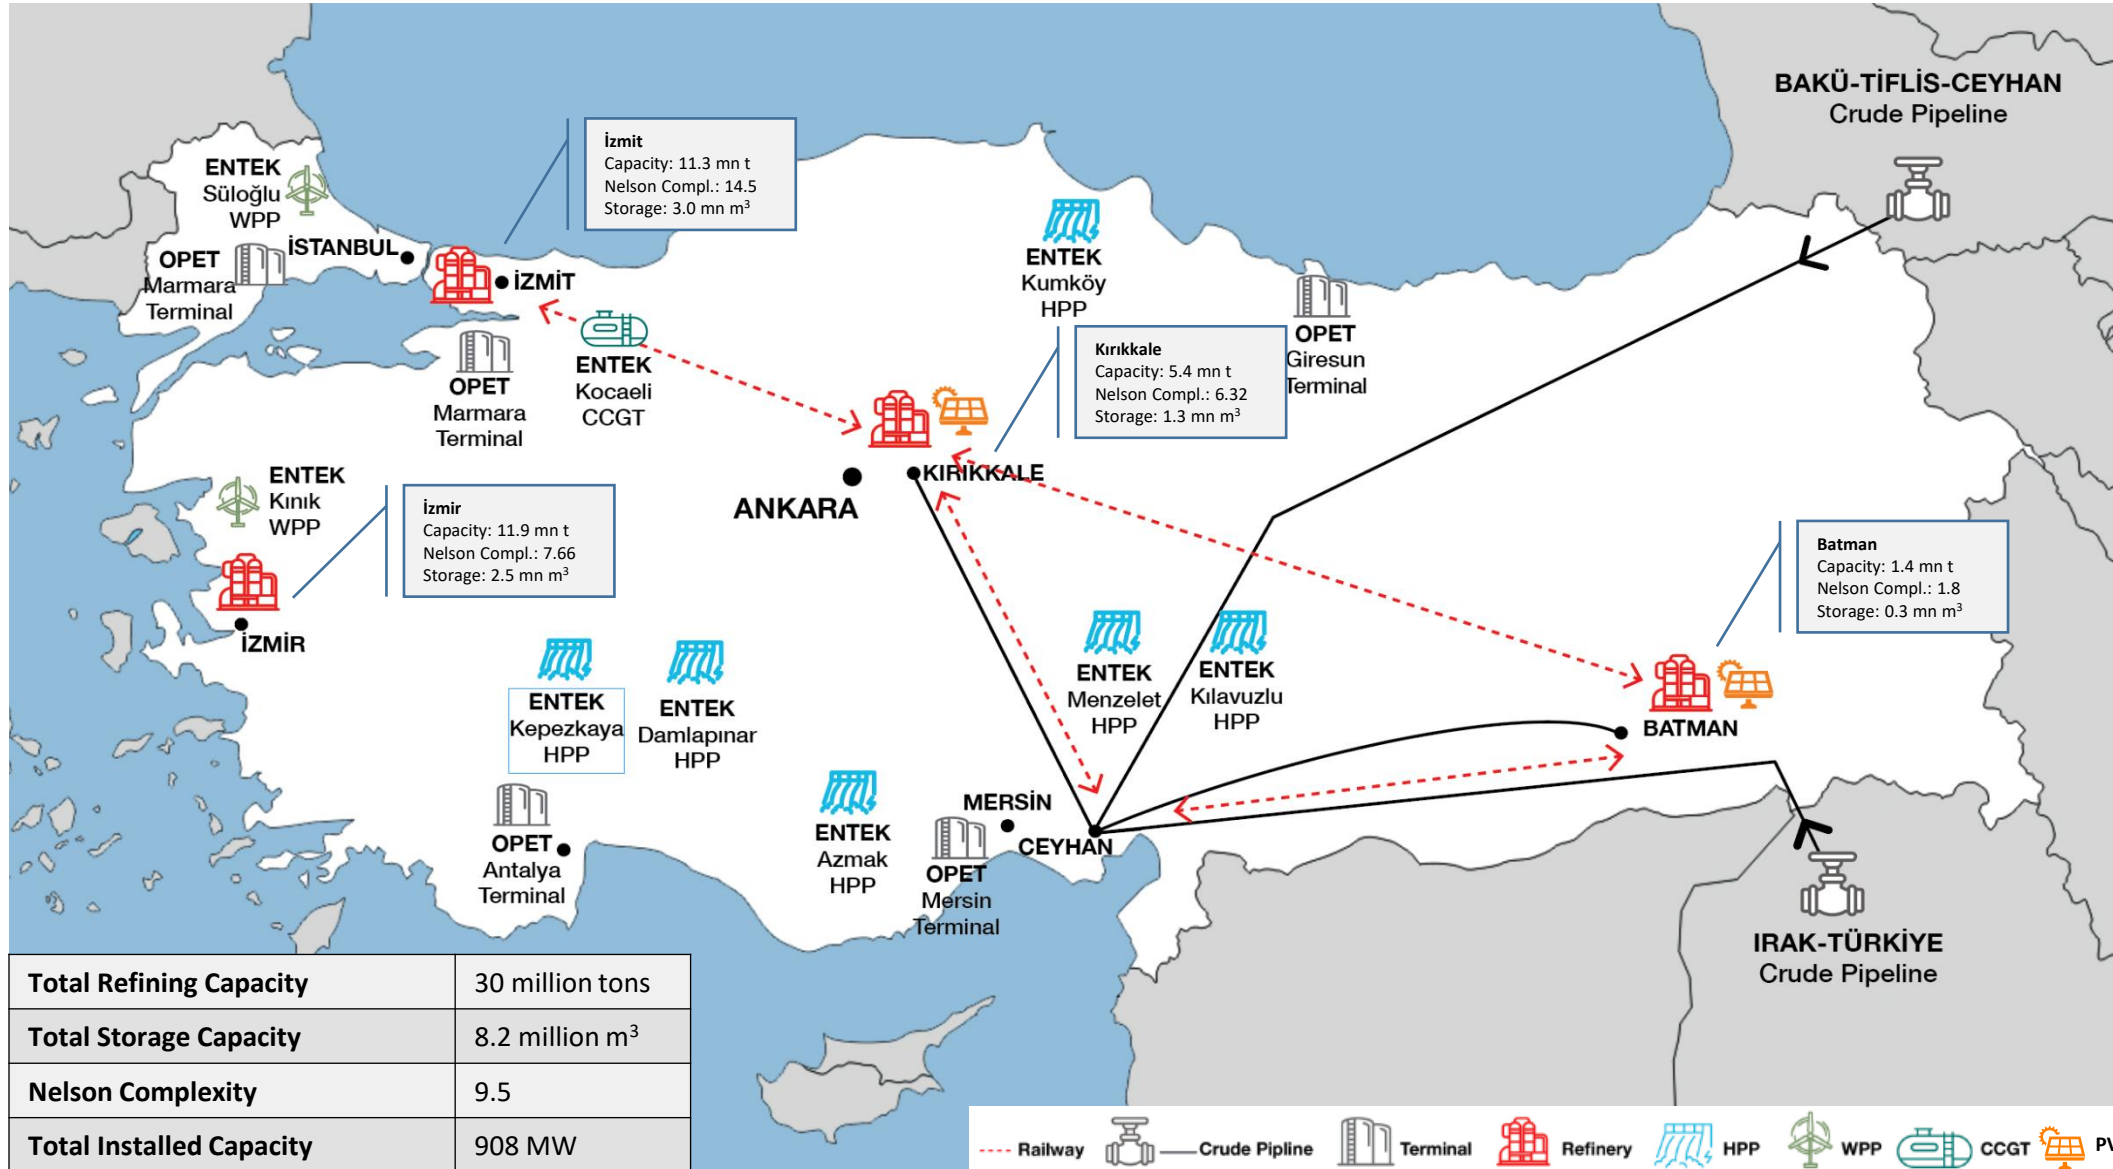 BAKÜ-TİFLİS-CEYHAN
Crude Pipeline
İzmit
Capacity: 11.3 mn t
Nelson Compl.: 14.5
Storage: 3.0 mn m³
ENTEK
Süloğlu
WPP
İSTANBUL
OPET
Marmara
Terminal
İZMİT
ENTEK
Kumköy
HPP
OPET
Giresun
Terminal
OPET
Marmara
Terminal
ENTEK
Kocaeli
CCGT
Kırıkkale
Capacity: 5.4 mn t
Nelson Compl.: 6.32
Storage: 1.3 mn m³
KIRIKKALE
ANKARA
ENTEK
Kınık
WPP
İzmir
Capacity: 11.9 mn t
Nelson Compl.: 7.66
Storage: 2.5 mn m³
İZMİR
Batman
Capacity: 1.4 mn t
Nelson Compl.: 1.8
Storage: 0.3 mn m³
BATMAN
ENTEK
Kepezkaya
HPP
ENTEK
Damlapınar
HPP
ENTEK
Menzelet
HPP
ENTEK
Kılavuzlu
HPP
OPET
Antalya
Terminal
ENTEK
Azmak
HPP
MERSİN
CEYHAN
OPET
Mersin
Terminal
IRAK-TÜRKİYE
Crude Pipeline
Total Refining Capacity 30 million tons
Total Storage Capacity 8.2 million m³
Nelson Complexity 9.5
Total Installed Capacity 908 MW
Railway Crude Pipline Terminal Refinery HPP WPP CCGT PV